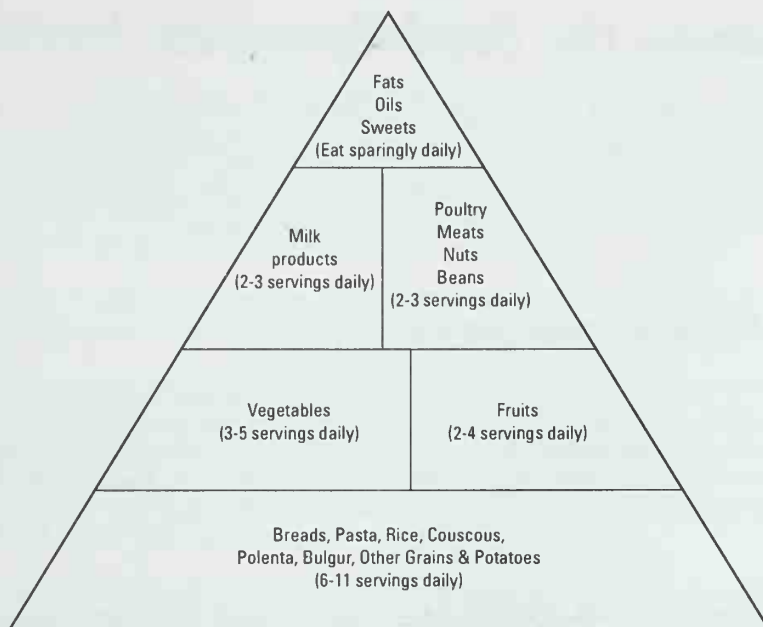 Fats
Oils
Sweets
(Eat sparingly daily)
Milk
products
(2-3 servings daily)
Poultry
Meats
Nuts
Beans
(2-3 servings daily)
Vegetables
(3-5 servings daily)
Fruits
(2-4 servings daily)
Breads, Pasta, Rice, Couscous,
Polenta, Bulgur, Other Grains & Potatoes
(6-11 servings daily)